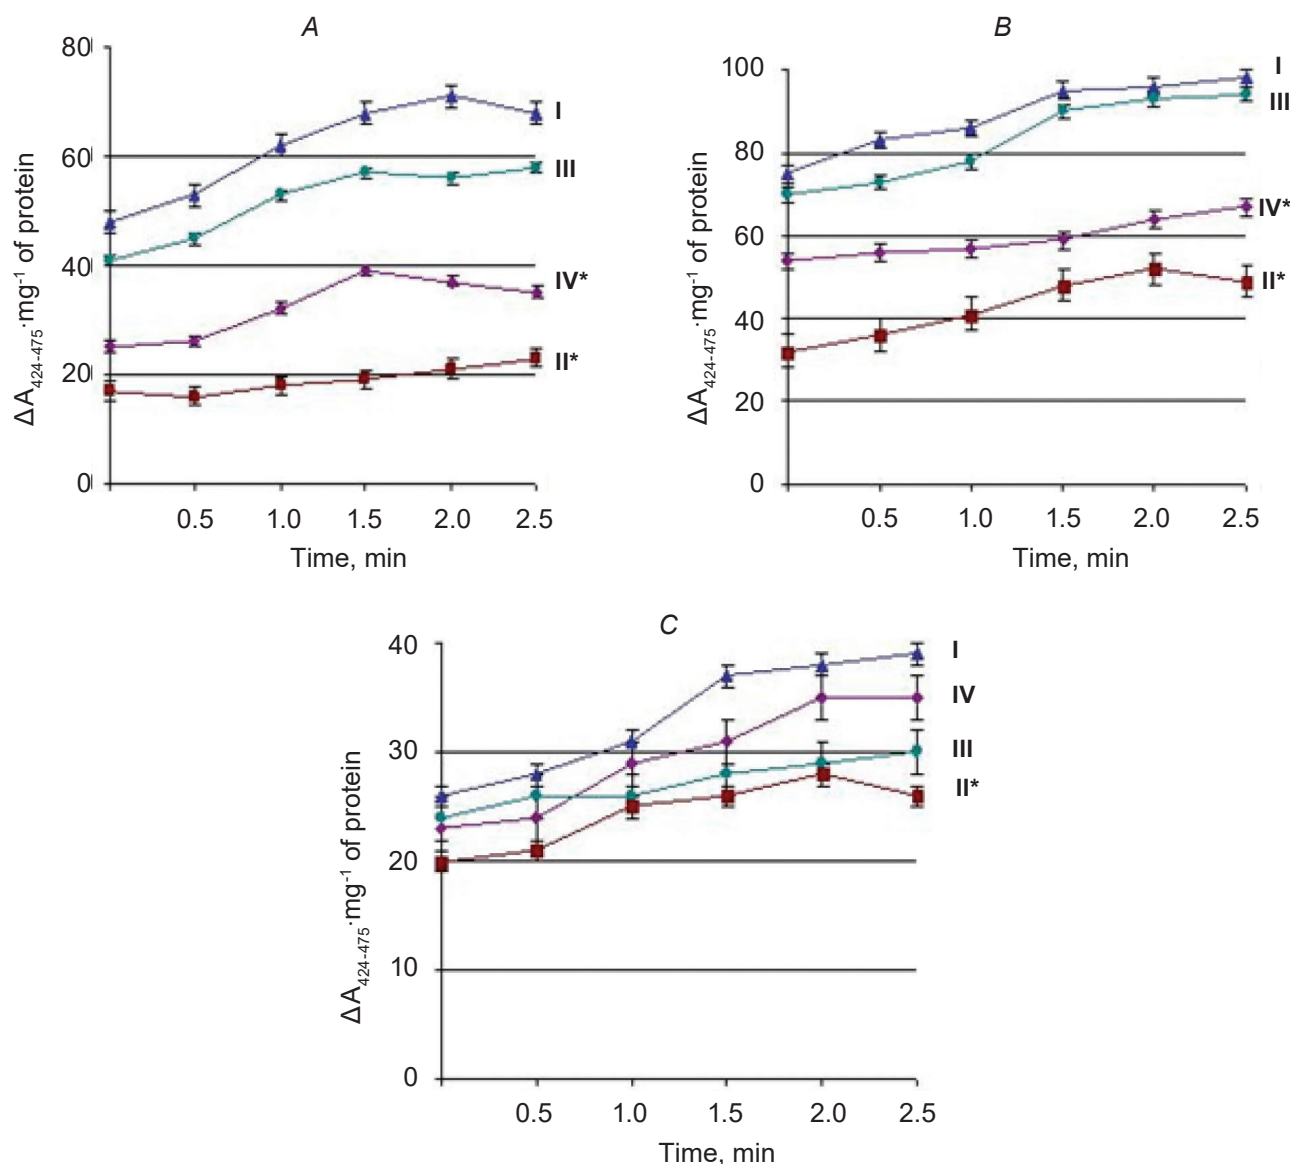 A
80
60
40
20
0
ΔA424-475·mg-1 of protein
I
III
IV*
II*
0.5 1.0 1.5 2.0 2.5
Time, min
B
100
80
60
40
20
0
ΔA424-475·mg-1 of protein
I
III
IV*
II*
0.5 1.0 1.5 2.0 2.5
Time, min
C
40
30
20
10
0
ΔA424-475·mg-1 of protein
I
IV
III
II*
0.5 1.0 1.5 2.0 2.5
Time, min